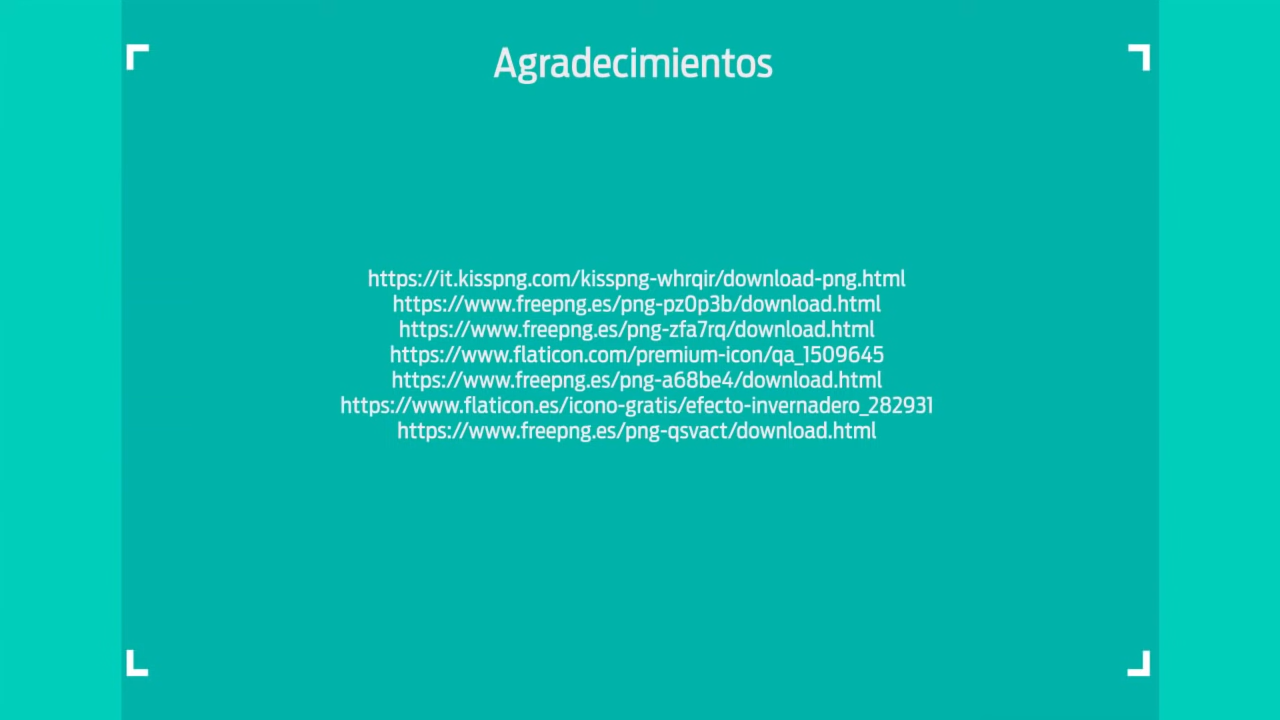 Agradecimientos
https://it.kisspng.com/kisspng-whrqir/download-png.html
https://www.freepng.es/png-pz0p3b/download.html
https://www.freepng.es/png-zfa7rq/download.html
https://www.flaticon.com/premium-icon/qa_1509645
https://www.freepng.es/png-a68be4/download.html
https://www.flaticon.es/icono-gratis/efecto-invernadero_282931
https://www.freepng.es/png-qsvact/download.html